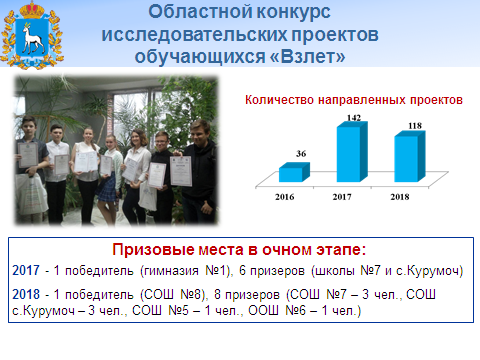 Областной конкурс
исследовательских проектов
обучающихся «Взлет»
Количество направленных проектов
142
118
36
2016
2017
2018
Призовые места в очном этапе:
2017 - 1 победитель (гимназия №1), 6 призеров (школы №7 и с.Курумоч)
2018 - 1 победитель (СОШ №8), 8 призеров (СОШ №7 – 3 чел., СОШ
с.Курумоч – 3 чел., СОШ №5 – 1 чел., ООШ №6 – 1 чел.)